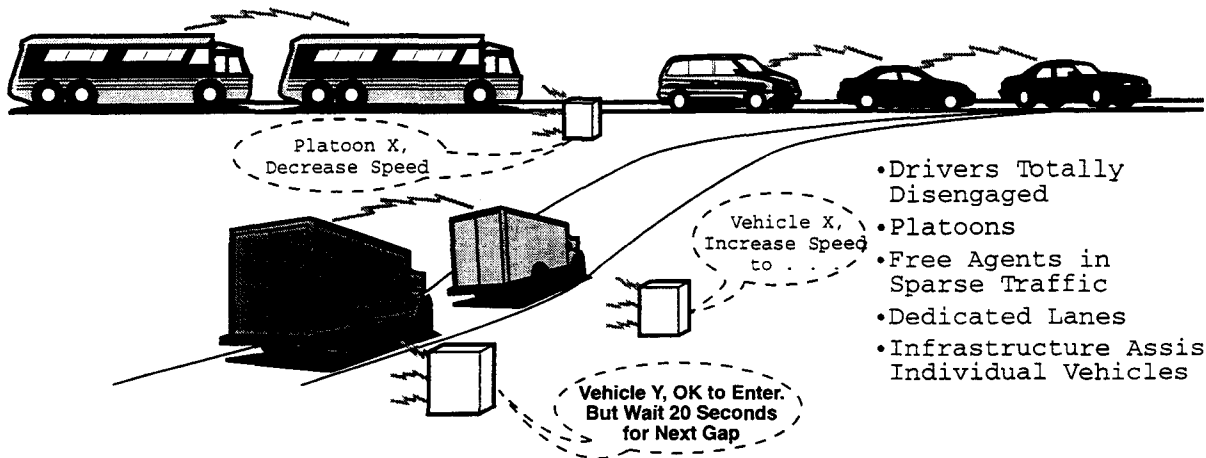 Platoon X,
Decrease Speed
Vehicle X,
Increase Speed
to . . .
•Drivers Totally
Disengaged
•Platoons
•Free Agents in
Sparse Traffic
•Dedicated Lanes
•Infrastructure Assis
Individual Vehicles
Vehicle Y, OK to Enter.
But Wait 20 Seconds
for Next Gap